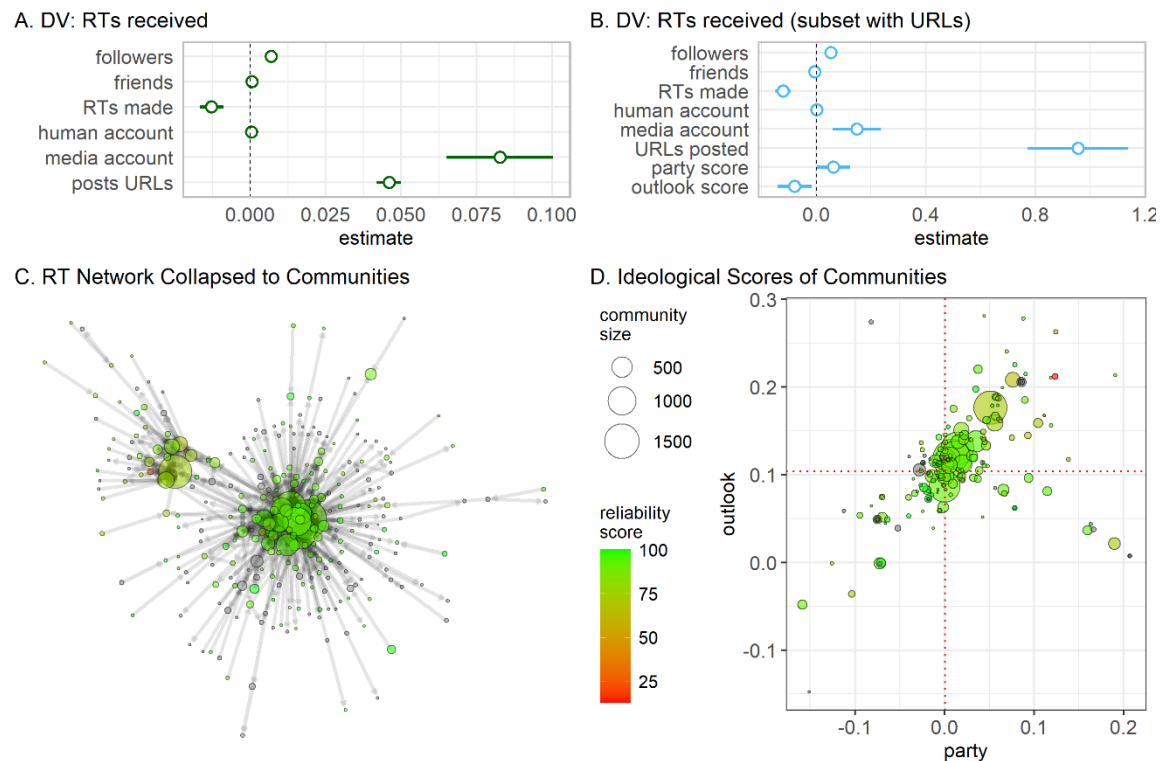 A. DV: RTs received
followers
friends
RTs made
human account
media account
posts URLs
0.000 0.025 0.050 0.075 0.100
estimate
B. DV: RTs received (subset with URLs)
followers
friends
RTs made
human account
media account
URLs posted
party score
outlook score
0.0 0.4 0.8 1.2
estimate
C. RT Network Collapsed to Communities
community
size
500
1000
1500
reliability
score
100
75
50
25
D. Ideological Scores of Communities
outlook
0.3
0.2
0.1
0.0
-0.1
-0.1 0.0 0.1 0.2
party